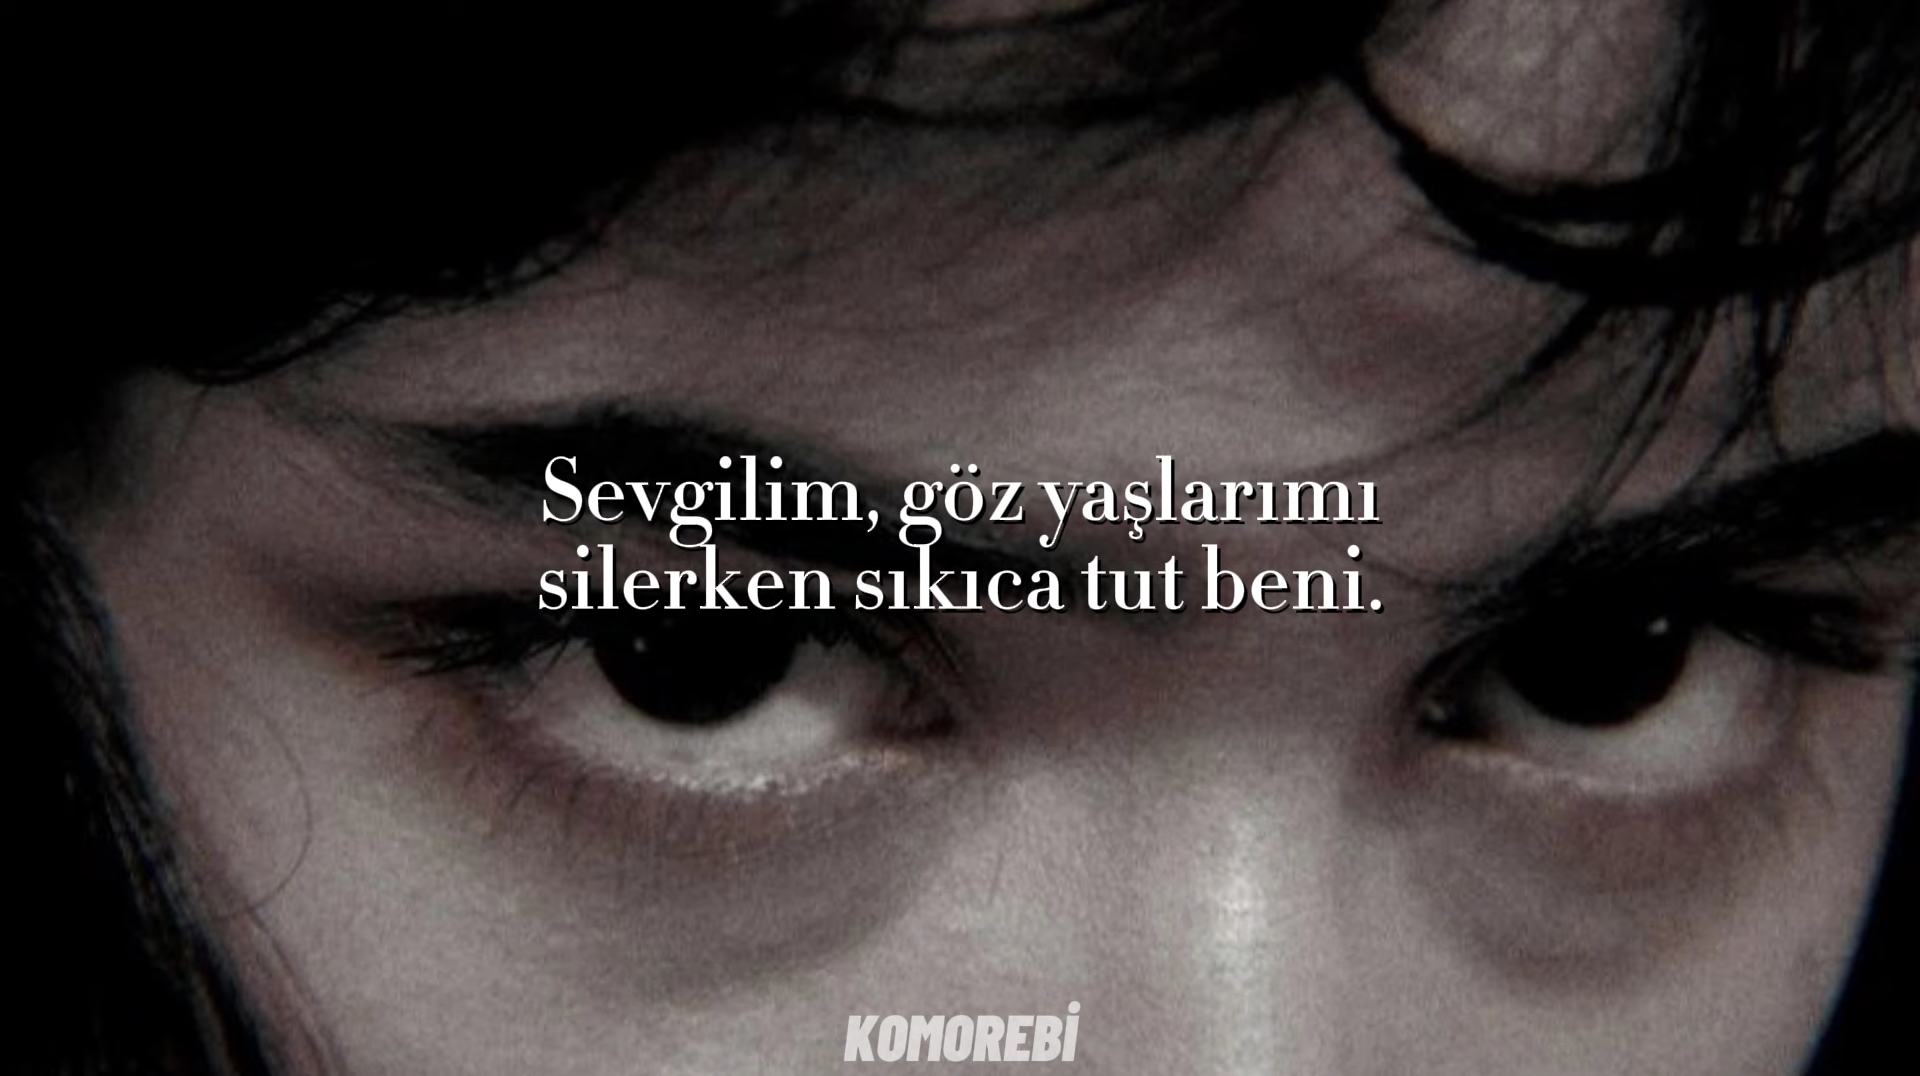 Sevgilim, göz yaşlarımı
silerken sıkıca tut beni.
KOMOREBİ